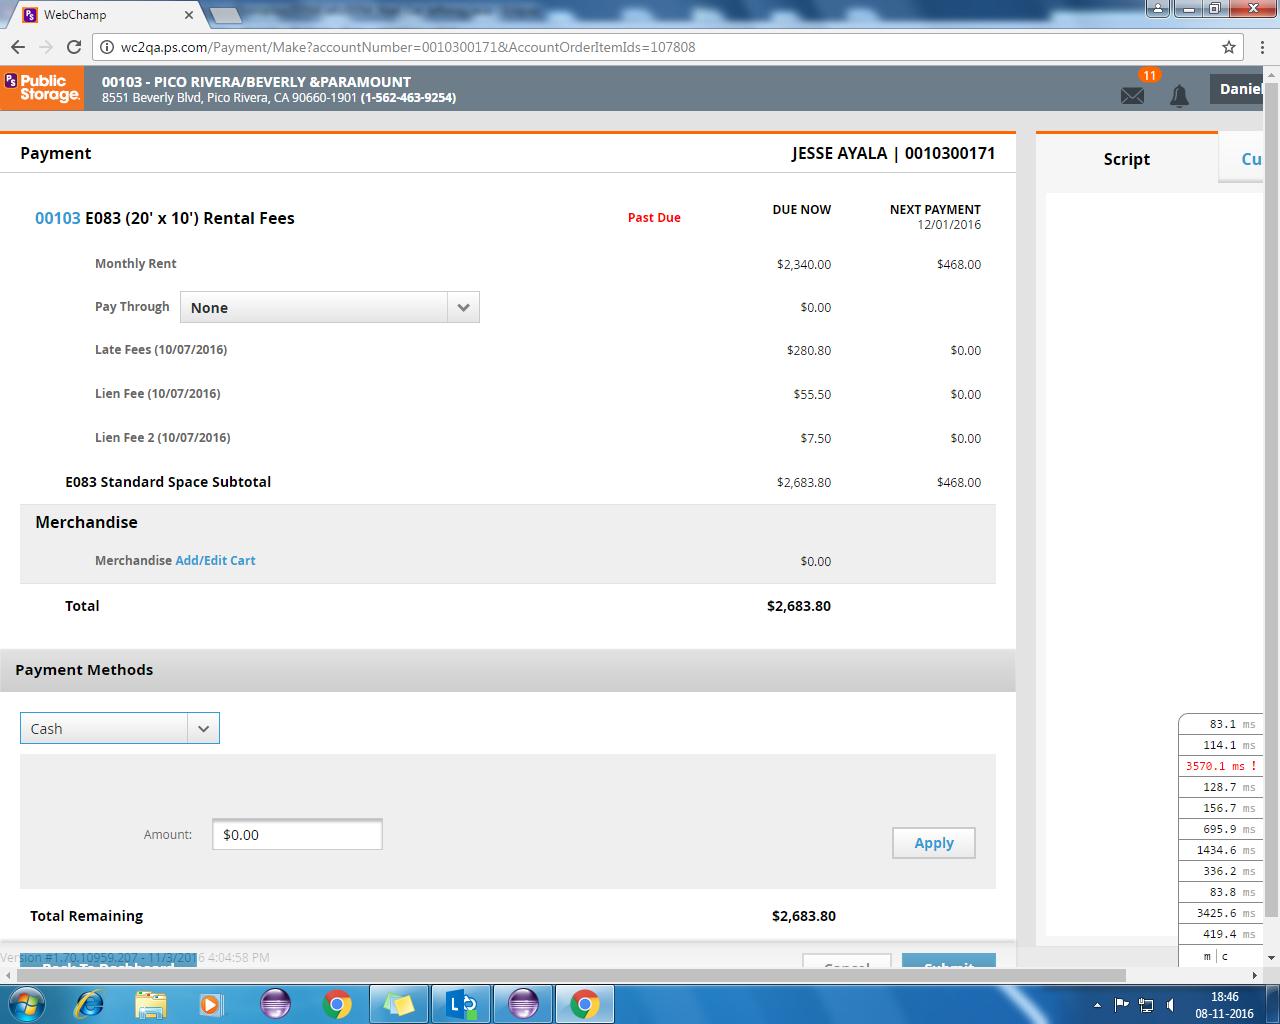 WebChamp
wc2qa.ps.com/Payment/Make?accountNumber=0010300171&AccountOrderItemIds=107808
PS Public Storage.
00103 - PICO RIVERA/BEVERLY &PARAMOUNT
8551 Beverly Blvd, Pico Rivera, CA 90660-1901 (1-562-463-9254)
11
Daniel
Payment JESSE AYALA | 0010300171
Script Cu
00103 E083 (20' x 10') Rental Fees Past Due DUE NOW NEXT PAYMENT
12/01/2016
Monthly Rent $2,340.00 $468.00
Pay Through None $0.00
Late Fees (10/07/2016) $280.80 $0.00
Lien Fee (10/07/2016) $55.50 $0.00
Lien Fee 2 (10/07/2016) $7.50 $0.00
E083 Standard Space Subtotal $2,683.80 $468.00
Merchandise
Merchandise Add/Edit Cart $0.00
Total $2,683.80
Payment Methods
Cash
Amount: $0.00
Apply
Total Remaining $2,683.80
83.1 ms
114.1 ms
3570.1 ms !
128.7 ms
156.7 ms
695.9 ms
1434.6 ms
336.2 ms
83.8 ms
3425.6 ms
419.4 ms
m | c
Version #1.70.10959.207 - 11/3/2016 4:04:58 PM
Back To Dashboard Cancel Submit
18:46
08-11-2016